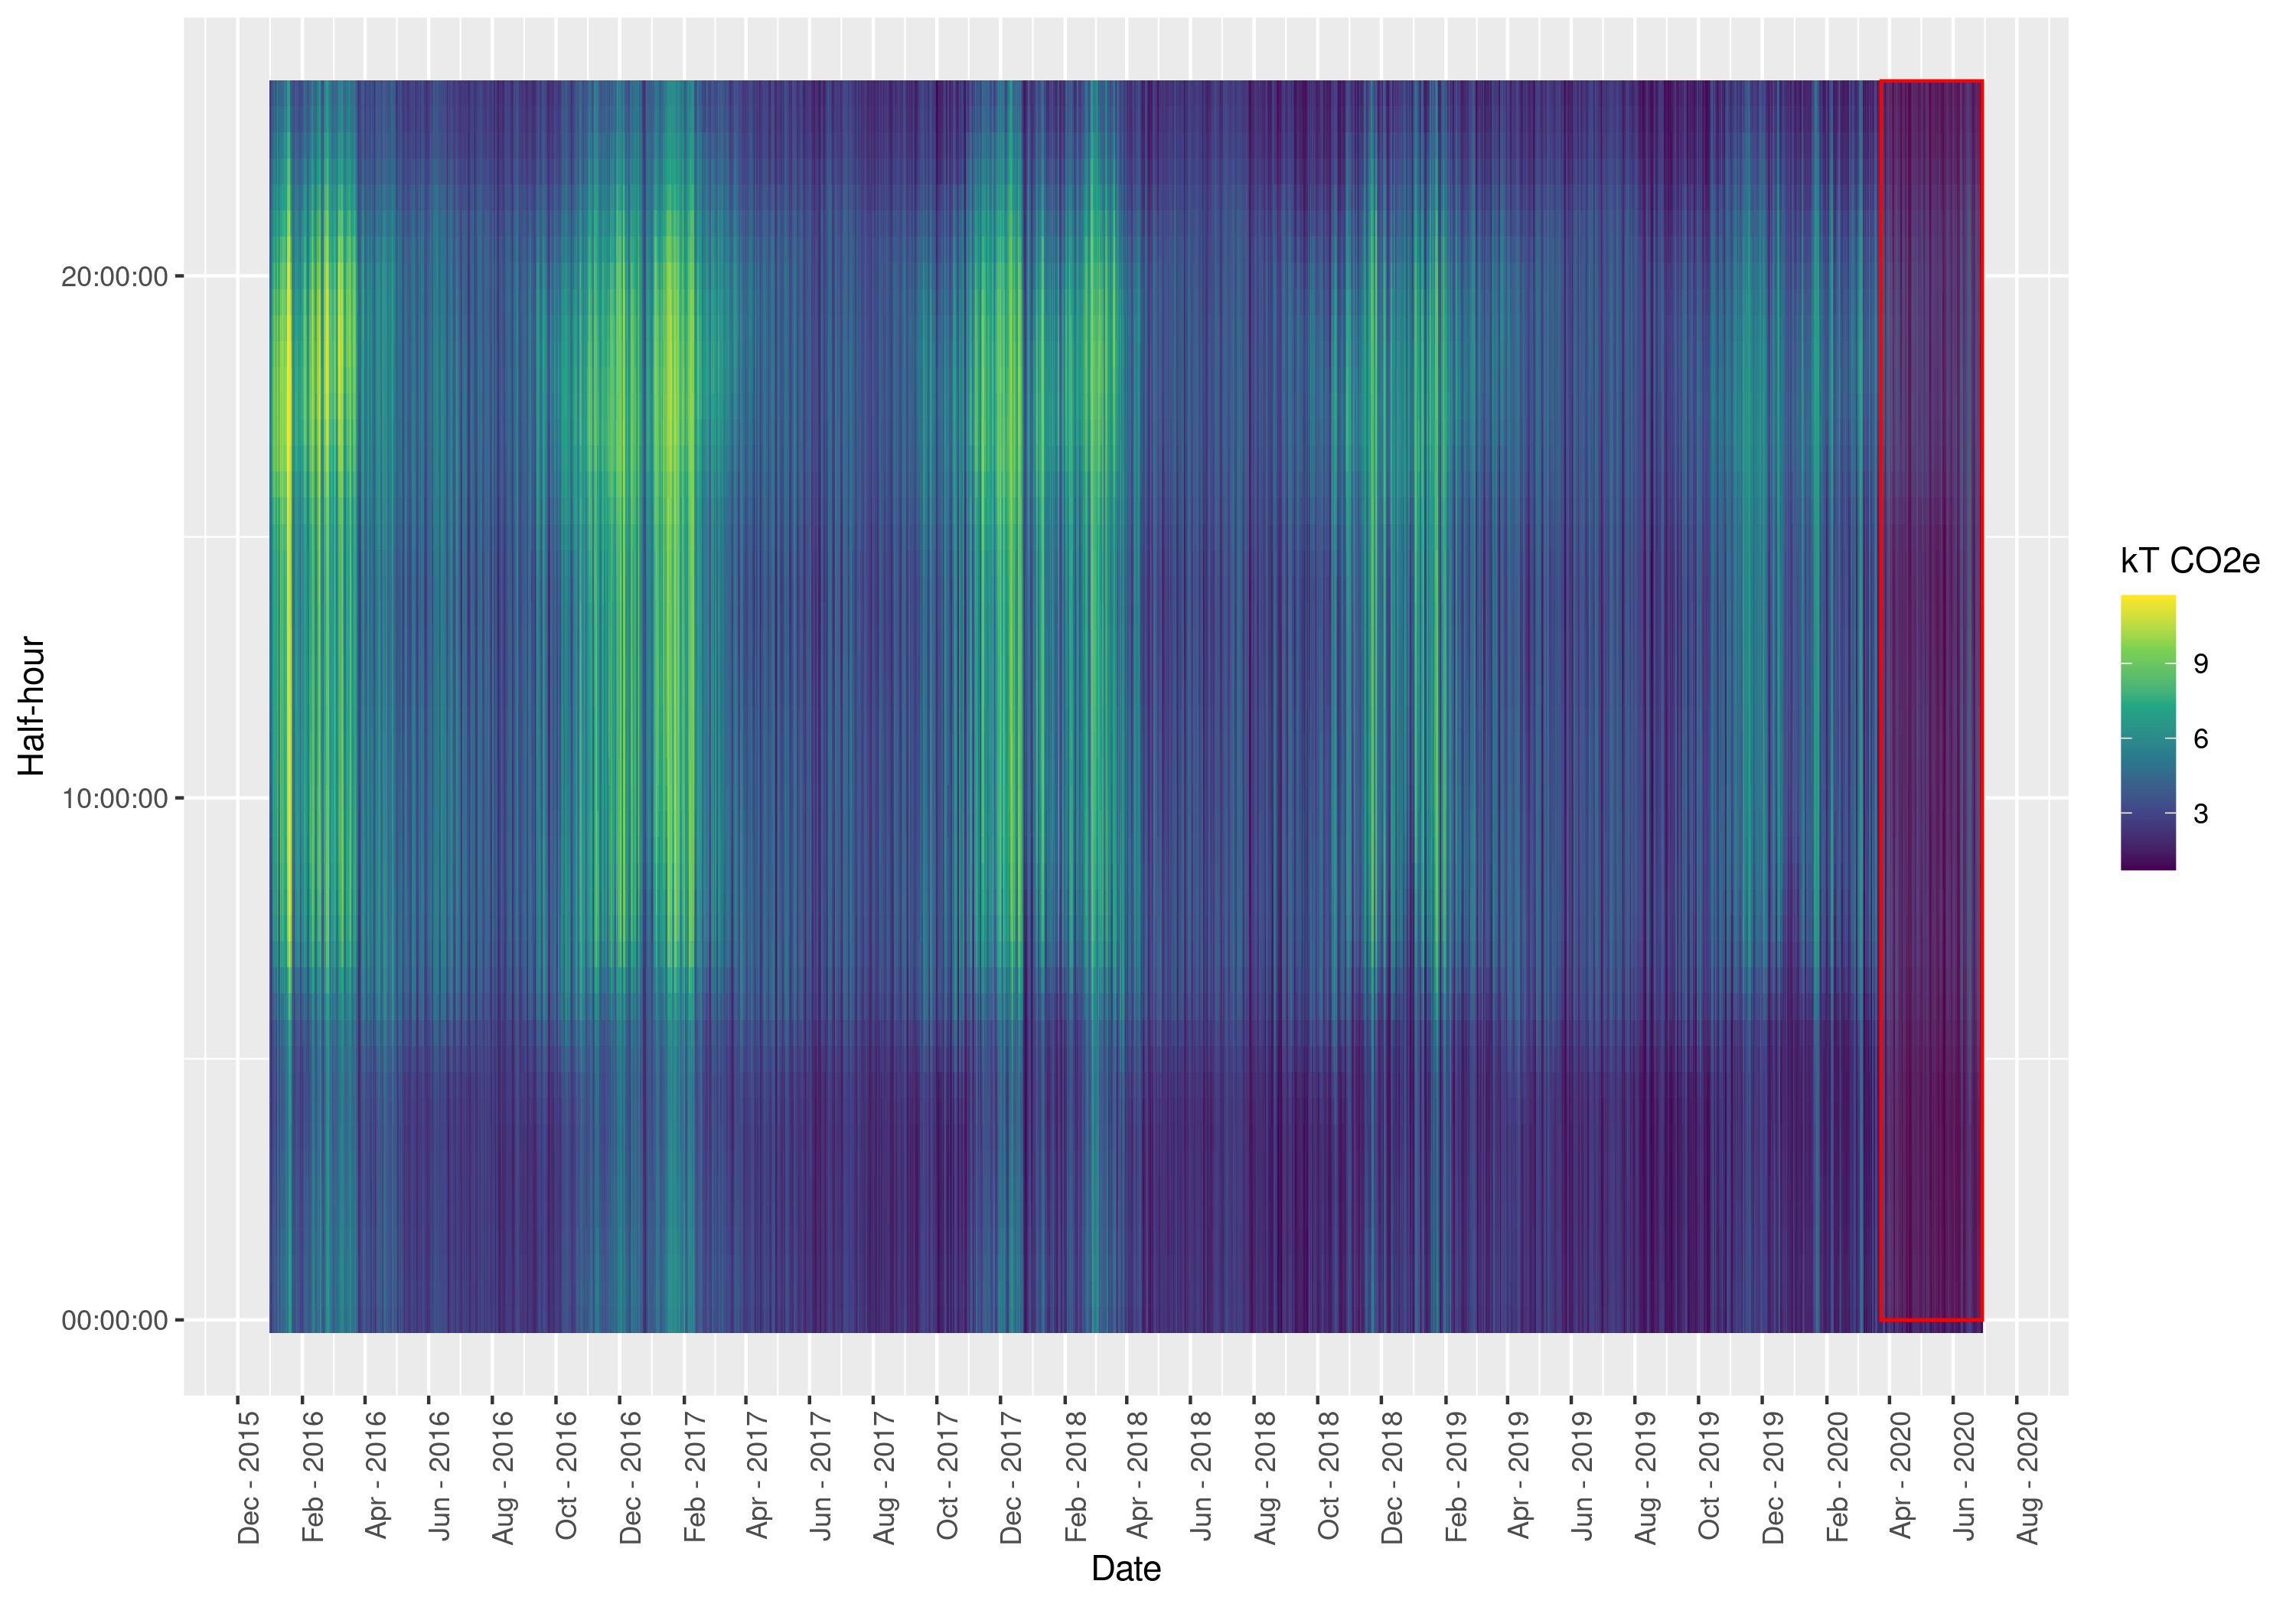 20:00:00
10:00:00
00:00:00
Half-hour
Dec - 2015
Feb - 2016
Apr - 2016
Jun - 2016
Aug - 2016
Oct - 2016
Dec - 2016
Feb - 2017
Apr - 2017
Jun - 2017
Aug - 2017
Oct - 2017
Dec - 2017
Feb - 2018
Apr - 2018
Jun - 2018
Aug - 2018
Oct - 2018
Dec - 2018
Feb - 2019
Apr - 2019
Jun - 2019
Aug - 2019
Oct - 2019
Dec - 2019
Feb - 2020
Apr - 2020
Jun - 2020
Aug - 2020
Date
kT CO2e
9
6
3